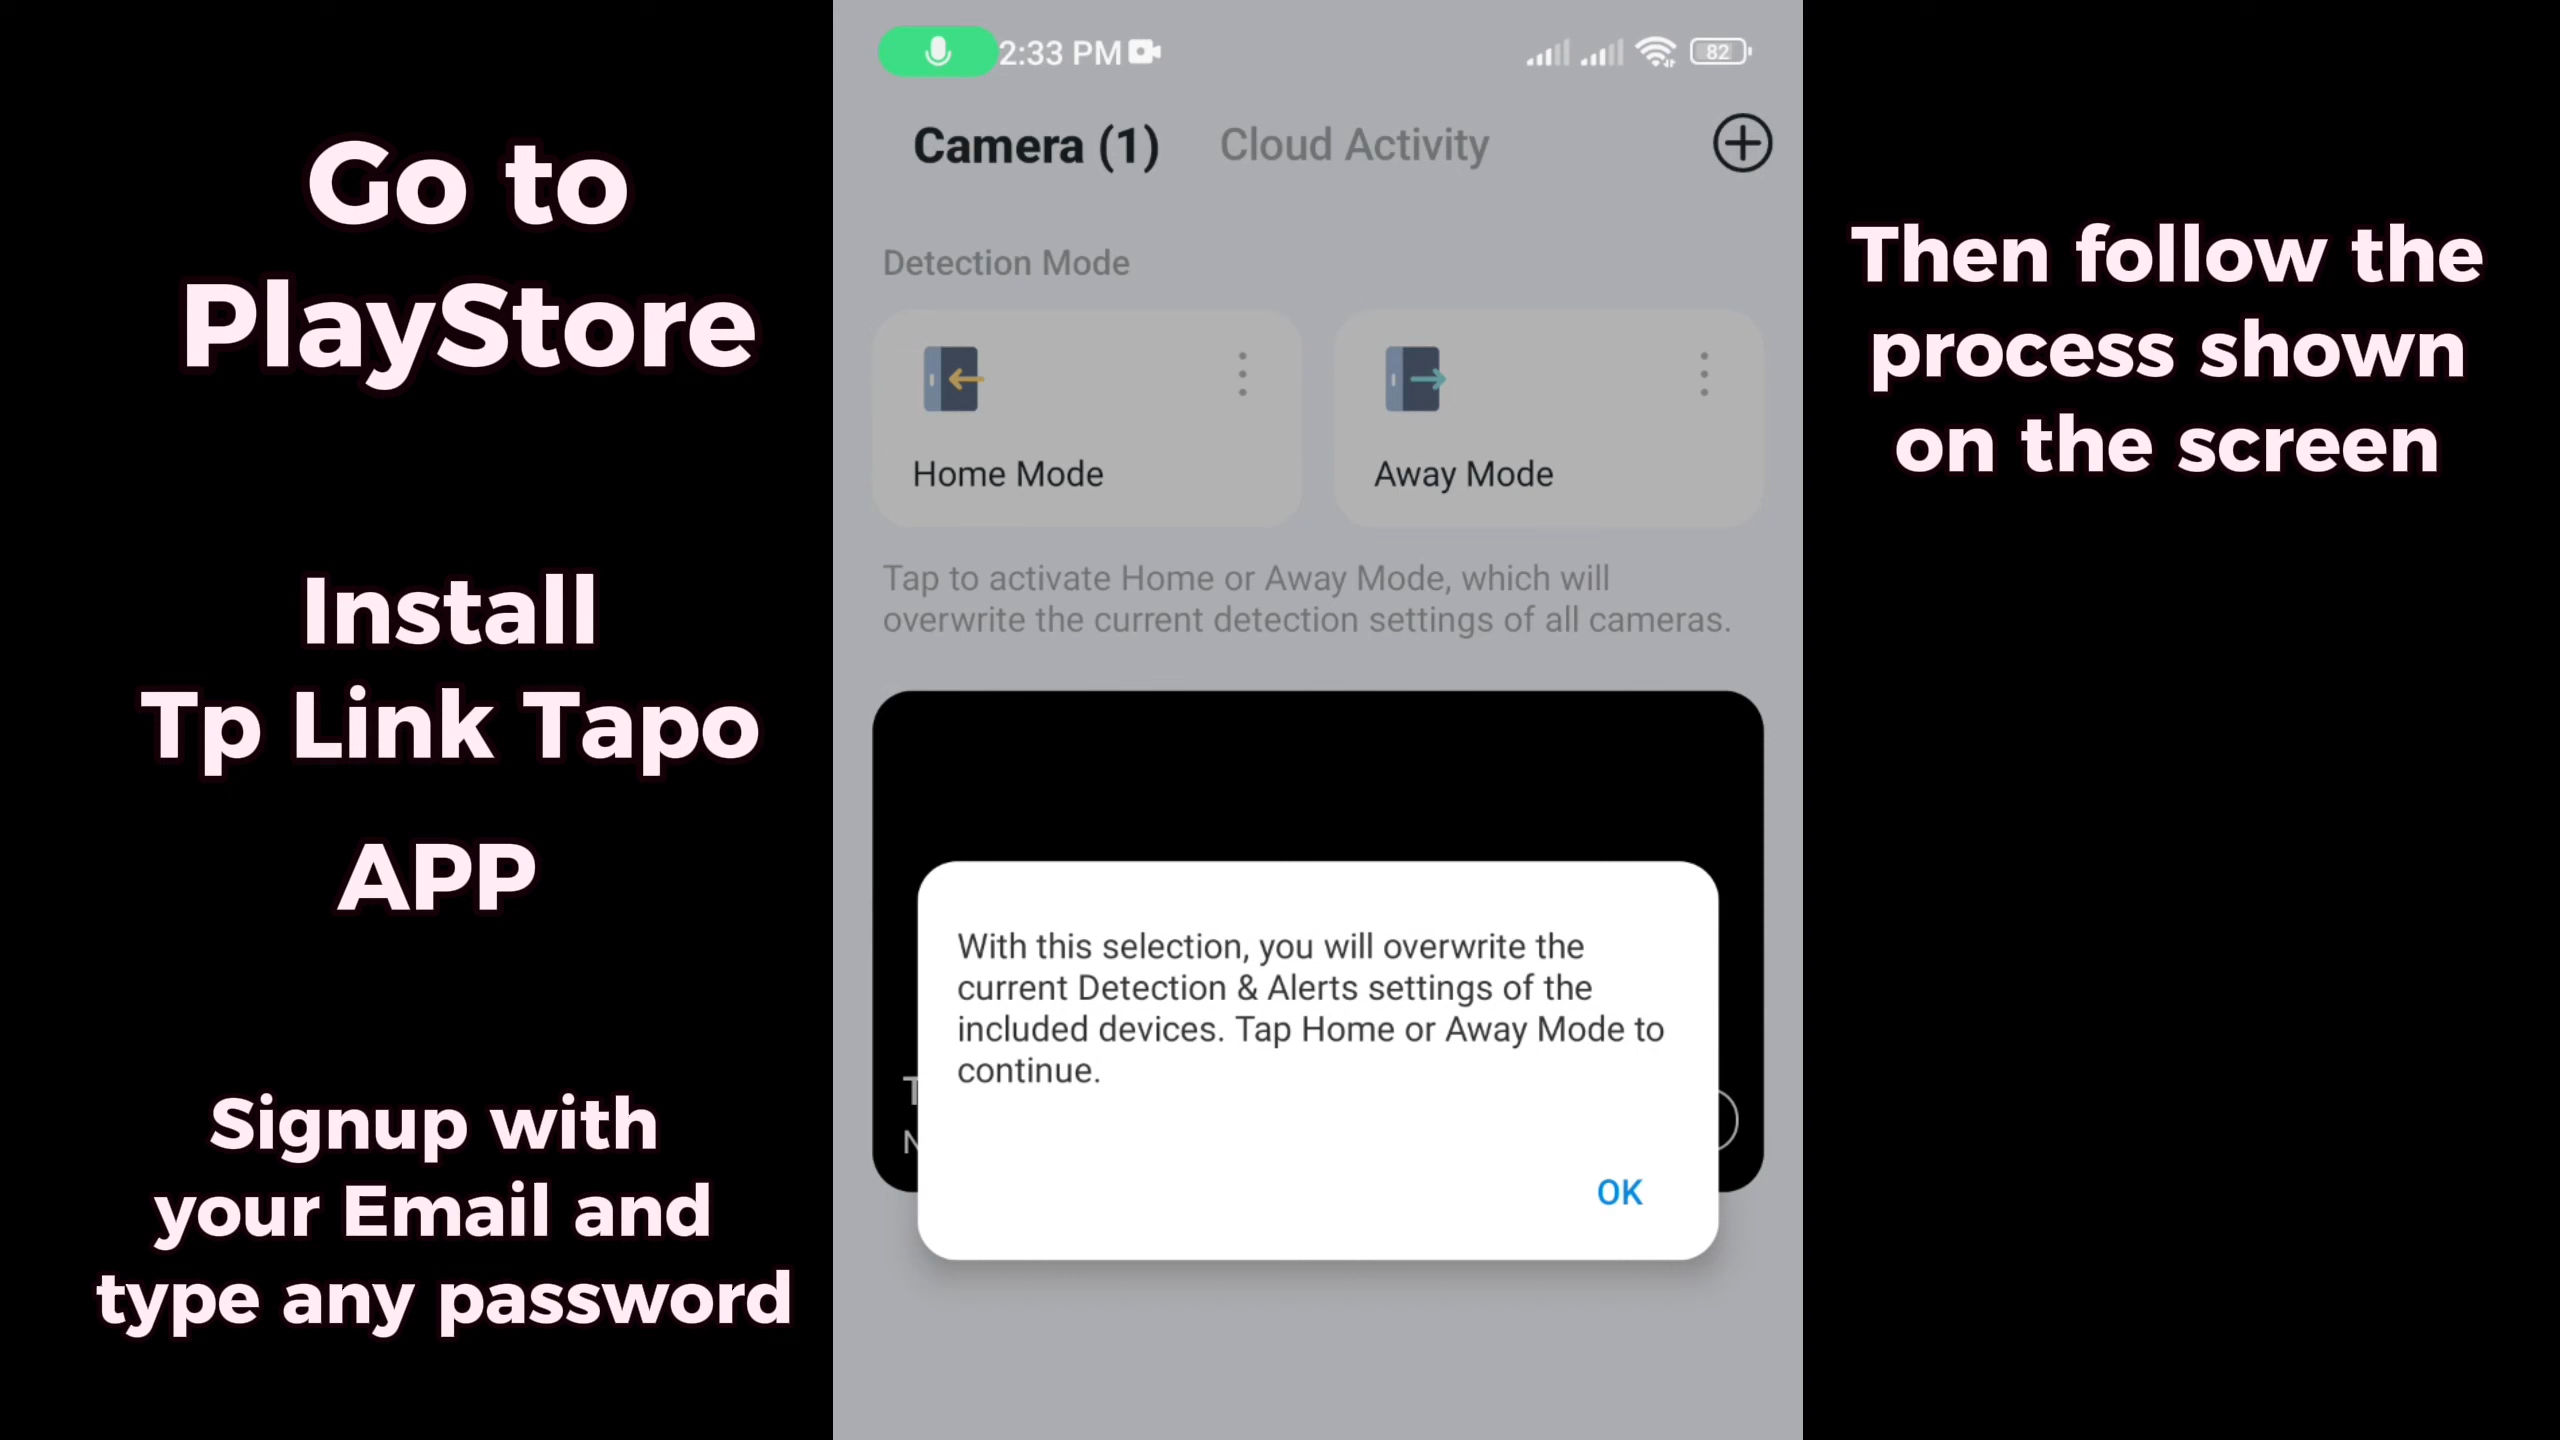 Go to
PlayStore
Install
Tp Link Tapo
APP
Signup with
your Email and
type any password
2:33 PM
82
Camera (1)
Cloud Activity
Detection Mode
Home Mode
Away Mode
Tap to activate Home or Away Mode, which will
overwrite the current detection settings of all cameras.
With this selection, you will overwrite the
current Detection & Alerts settings of the
included devices. Tap Home or Away Mode to
continue.
OK
Then follow the
process shown
on the screen